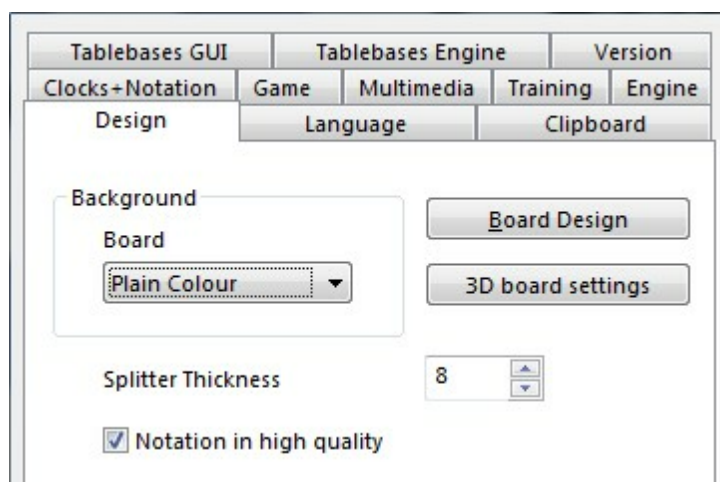 Tablebases GUI Tablebases Engine Version
Clocks+Notation Game Multimedia Training Engine
Design Language Clipboard
Background
Board
Plain Colour
Board Design
3D board settings
Splitter Thickness 8
Notation in high quality